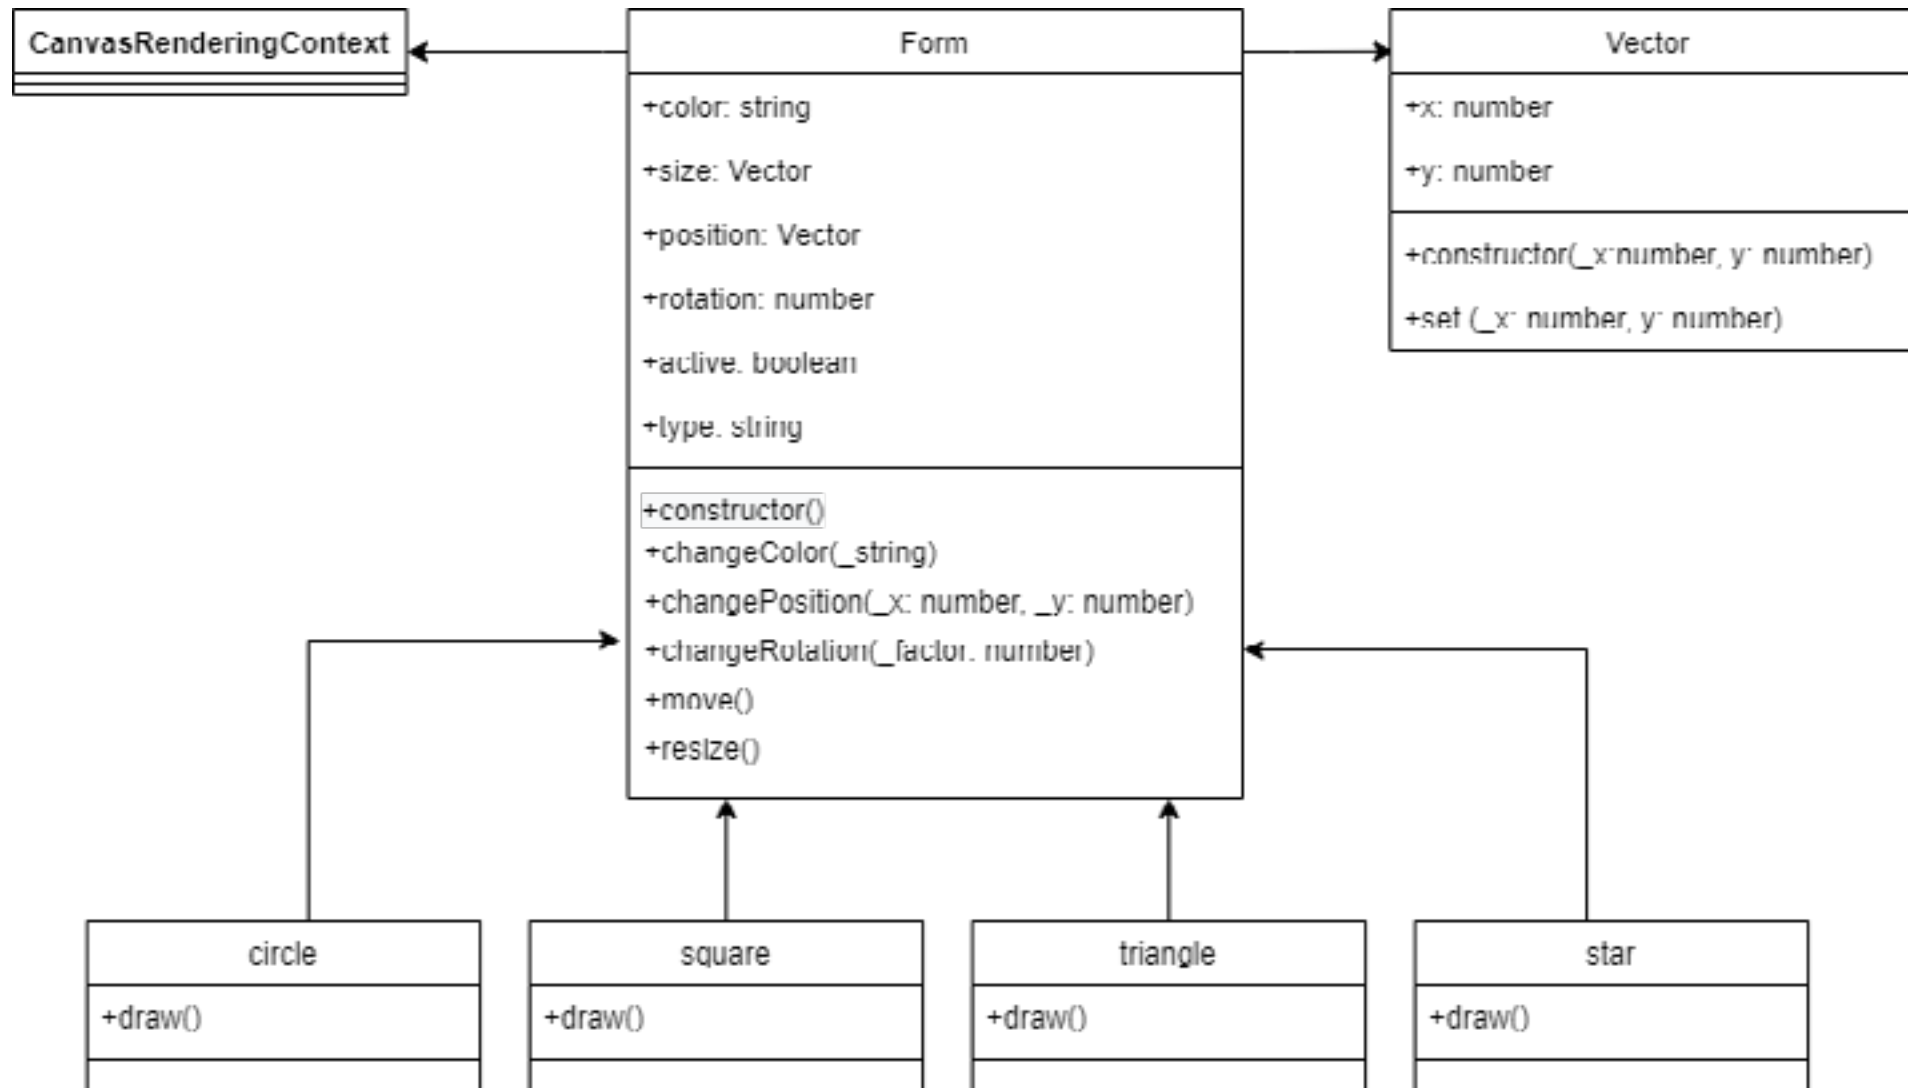 CanvasRenderingContext
Form
+color: string
+size: Vector
+position: Vector
+rotation: number
+active: boolean
+type: string
+constructor()
+changeColor(_string)
+changePosition(_x: number, _y: number)
+changeRotation(_factor: number)
+move()
+resize()
Vector
+x: number
+y: number
+constructor(_x:number, y: number)
+set (_x: number, y: number)
circle
+draw()
square
+draw()
triangle
+draw()
star
+draw()